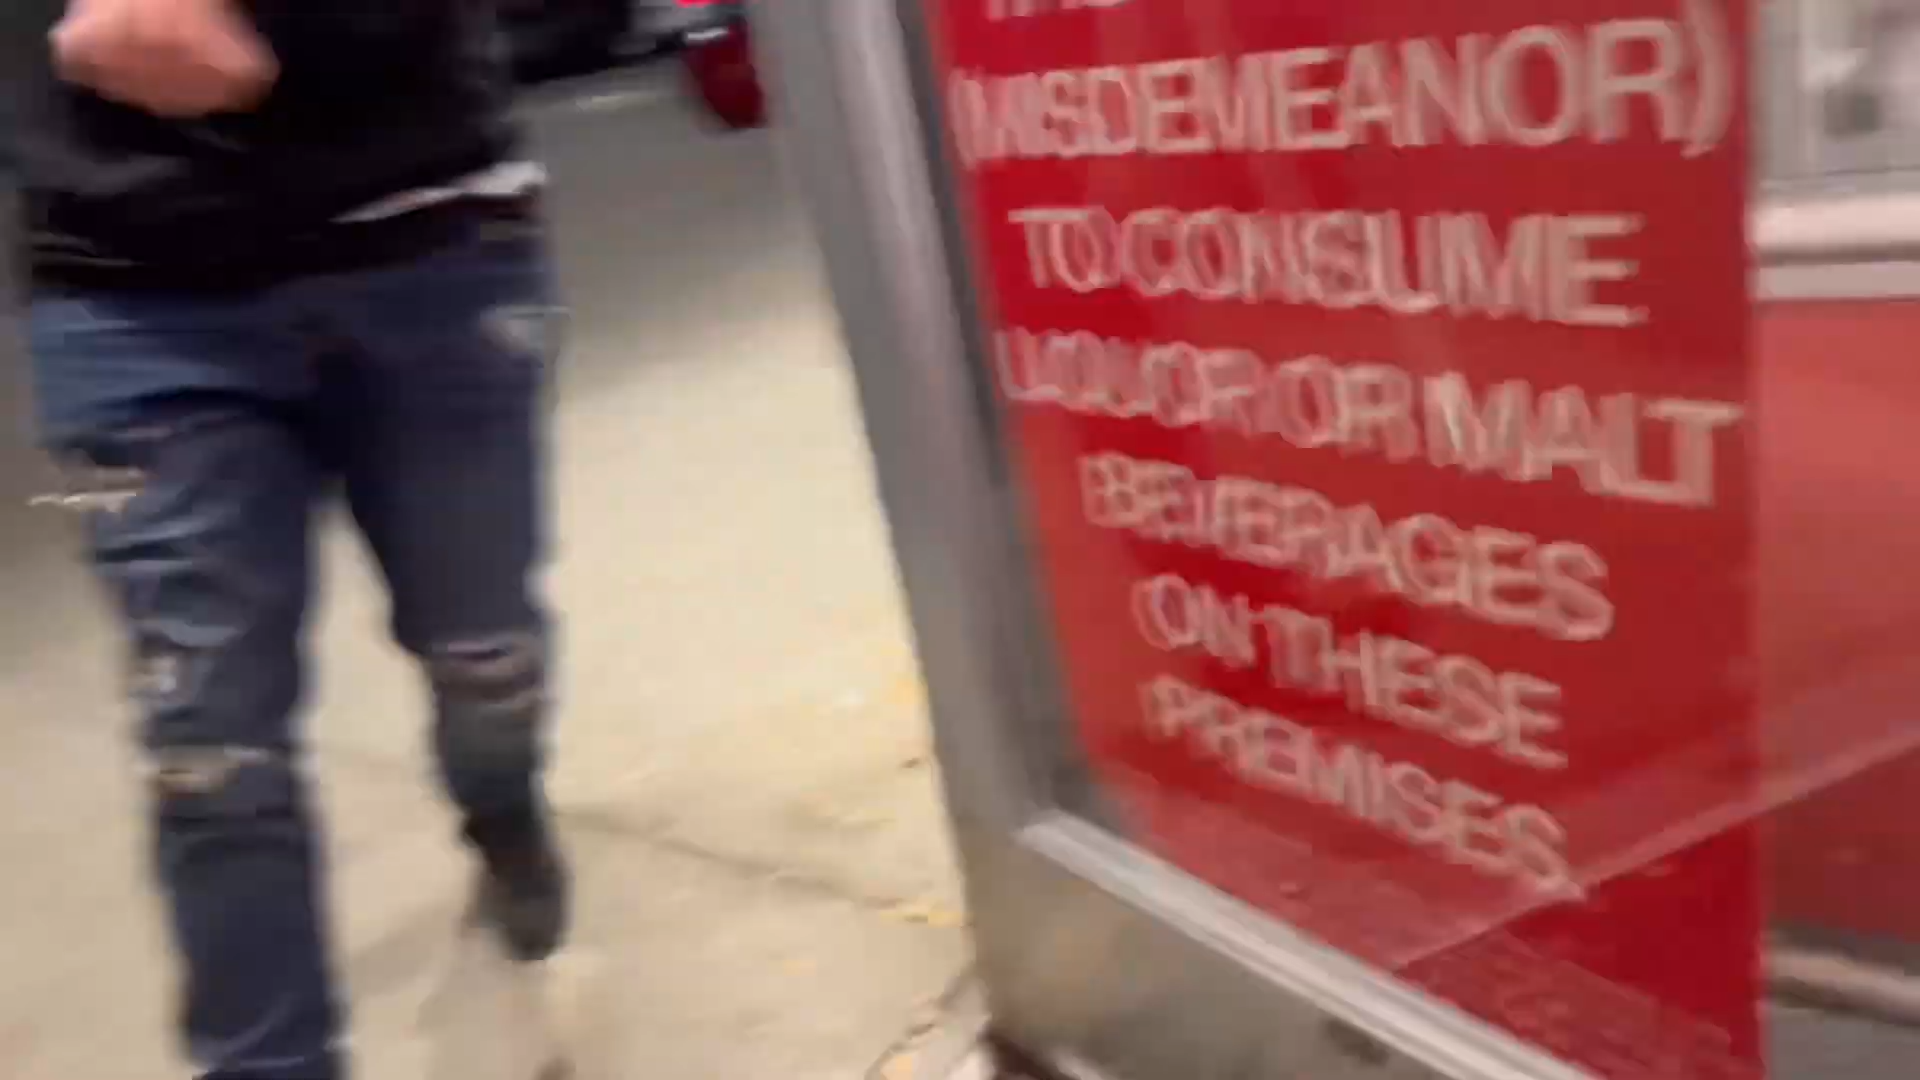 (MISDEMEANOR)
TO CONSUME
LIQUOR OR MALT
BEVERAGES
ON THESE
PREMISES